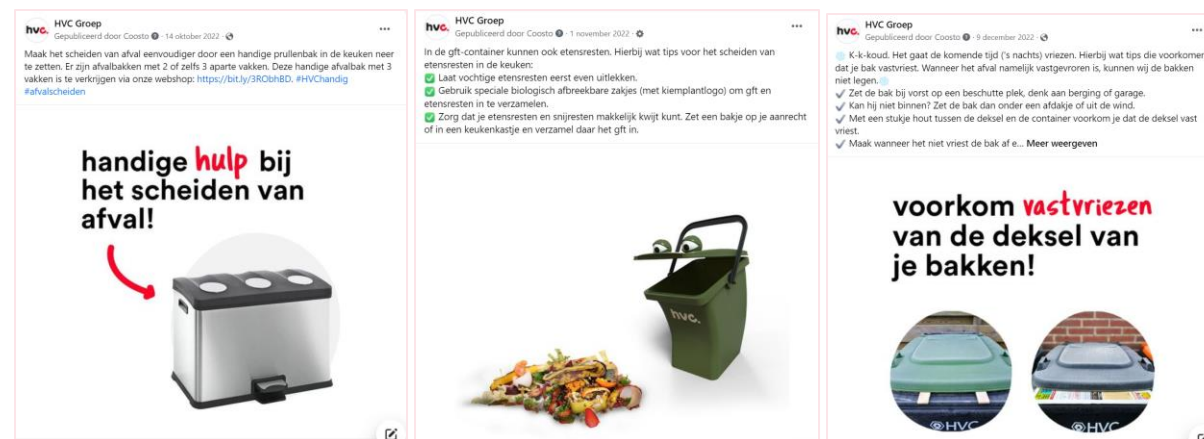 hvc.
HVC Groep
Gepubliceerd door Coosto · 14 oktober 2022 ·
Maak het scheiden van afval eenvoudiger door een handige prullenbak in de keuken neer
te zetten. Er zijn afvalbakken met 2 of zelfs 3 aparte vakken. Deze handige afvalbak met 3
vakken is te verkrijgen via onze webshop: https://bit.ly/3RObhBD. #HVChandig
#afvalscheiden
handige hulp bij
het scheiden van
afval!
hvc.
HVC Groep
Gepubliceerd door Coosto · 1 november 2022 ·
In de gft-container kunnen ook etensresten. Hierbij wat tips voor het scheiden van
etensresten in de keuken:
✅ Laat vochtige etensresten eerst even uitlekken.
✅ Gebruik speciale biologisch afbreekbare zakjes (met kiemplantlogo) om gft en
etensresten in te verzamelen.
✅ Zorg dat je etensresten en snijresten makkelijk kwijt kunt. Zet een bakje op je aanrecht
of in een keukenkastje en verzamel daar het gft in.
hvc.
hvc.
HVC Groep
Gepubliceerd door Coosto · 9 december 2022 ·
K-k-koud. Het gaat de komende tijd ('s nachts) vriezen. Hierbij wat tips die voorkomen
dat je bak vastvriest. Wanneer het afval namelijk vastgevroren is, kunnen wij de bakken
niet legen.
✔ Zet de bak bij vorst op een beschutte plek, denk aan berging of garage.
✔ Kan hij niet binnen? Zet de bak dan onder een afdakje of uit de wind.
✔ Met een stukje hout tussen de deksel en de container voorkom je dat de deksel vast
vriest.
✔ Maak wanneer het niet vriest de bak af e... Meer weergeven
voorkom vastvriezen
van de deksel van
je bakken!
HVC
HVC